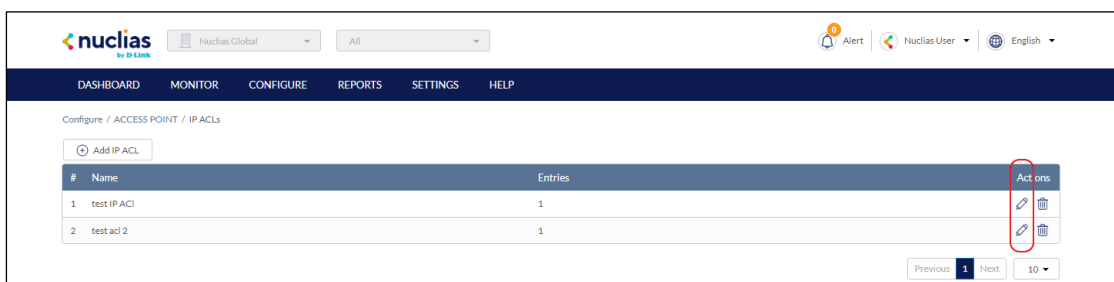 nuclias Nuclias Global All 0 Alert Nuclias User English
by D-Link
DASHBOARD MONITOR CONFIGURE REPORTS SETTINGS HELP
Configure / ACCESS POINT / IP ACLs
Add IP ACL
# Name Entries Actions
1 test IP ACl 1
2 test acl 2 1
Previous 1 Next 10